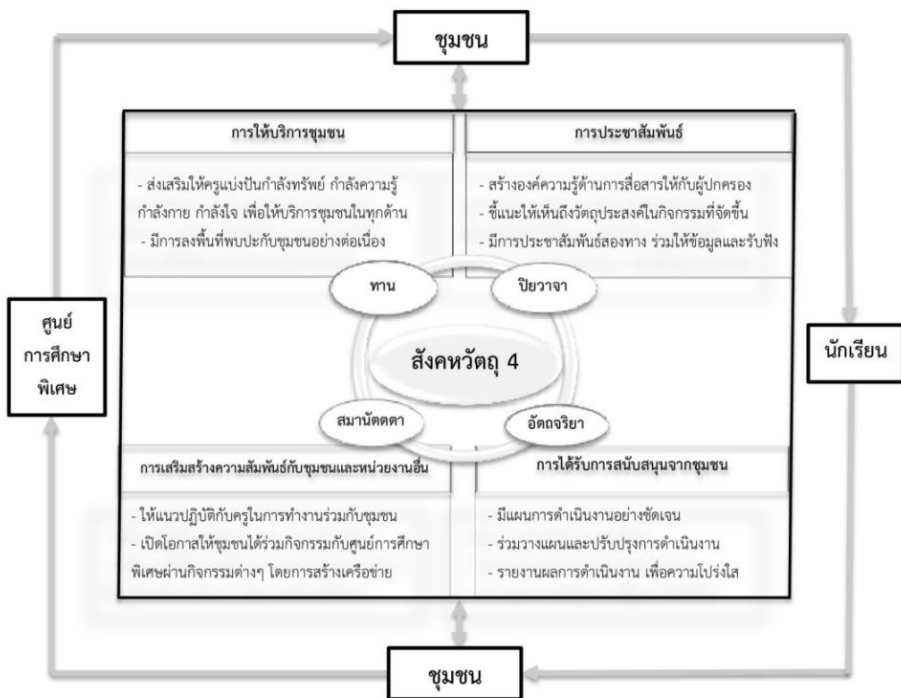 ชุมชน
การให้บริการชุมชน
- ส่งเสริมให้ครูแบ่งปันกำลังทรัพย์ กำลังความรู้
กำลังกาย กำลังใจ เพื่อให้บริการชุมชนในทุกด้าน
- มีการลงพื้นที่พบปะกับชุมชนอย่างต่อเนื่อง
การประชาสัมพันธ์
- สร้างองค์ความรู้ด้านการสื่อสารให้กับผู้ปกครอง
- ชี้แนะให้เห็นถึงวัตถุประสงค์ในกิจกรรมที่จัดขึ้น
- มีการประชาสัมพันธ์สองทาง ร่วมให้ข้อมูลและรับฟัง
ทาน
ปิยวาจา
ศูนย์
การศึกษา
พิเศษ
สังคหวัตถุ 4
นักเรียน
สมานัตตตา
อัตถจริยา
การเสริมสร้างความสัมพันธ์กับชุมชนและหน่วยงานอื่น
- ให้แนวปฏิบัติกับครูในการทำงานร่วมกับชุมชน
- เปิดโอกาสให้ชุมชนได้ร่วมกิจกรรมกับศูนย์การศึกษา
พิเศษผ่านกิจกรรมต่างๆ โดยการสร้างเครือข่าย
การได้รับการสนับสนุนจากชุมชน
- มีแผนการดำเนินงานอย่างชัดเจน
- ร่วมวางแผนและปรับปรุงการดำเนินงาน
- รายงานผลการดำเนินงาน เพื่อความโปร่งใส
ชุมชน